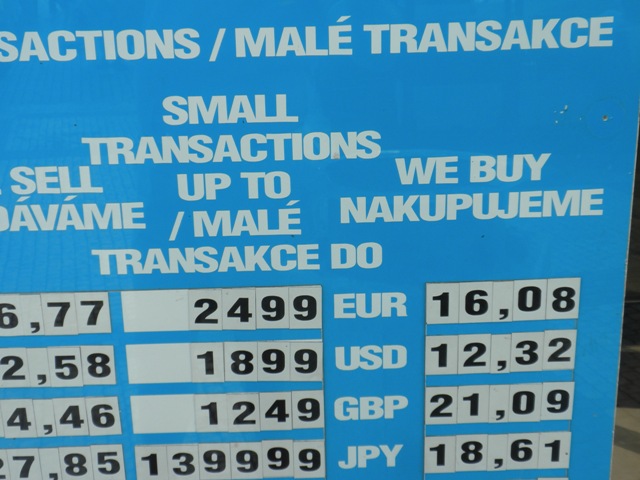 SACTIONS / MALÉ TRANSAKCE
SMALL
TRANSACTIONS
SELL UP TO WE BUY
DÁVÁME / MALÉ NAKUPUJEME
TRANSAKCE DO
6,77 2499 EUR 16,08
2,58 1899 USD 12,32
4,46 1249 GBP 21,09
27,85 139999 JPY 18,61